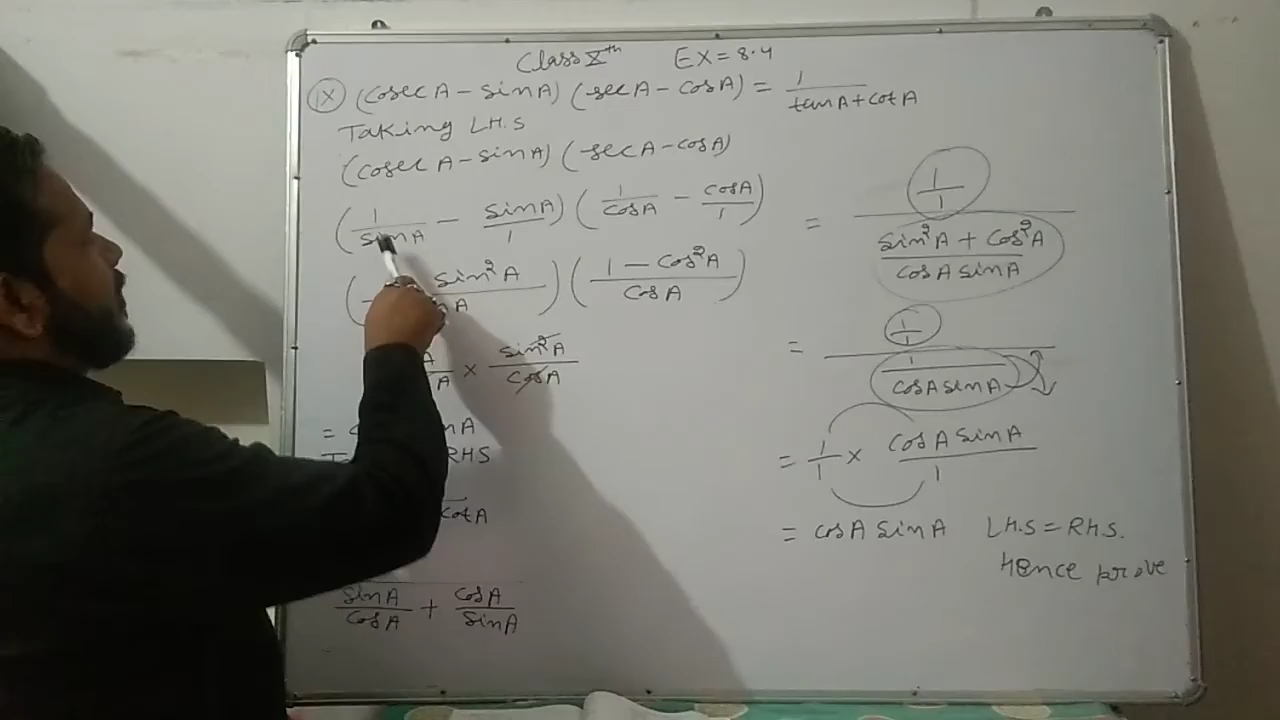 Class Xth EX = 8.4
(ix) (cosec A - sin A) (sec A - cos A) = 1/(tan A + cot A)
Taking L.H.S
(cosec A - sin A) (sec A - cos A)
(1/sin A - sin A/1) (1/cos A - cos A/1)
sin²A) ((1 - cos²A)/cos A)
A/A × sin²A/cos A
= A
RHS
cot A
sin A/cos A + cos A/sin A
= (1/1)/((sin²A + cos²A)/(cos A sin A))
= (1/1)/(1/(cos A sin A))
= 1/1 × (cos A sin A)/1
= cos A sin A L.H.S = R.H.S.
Hence prove